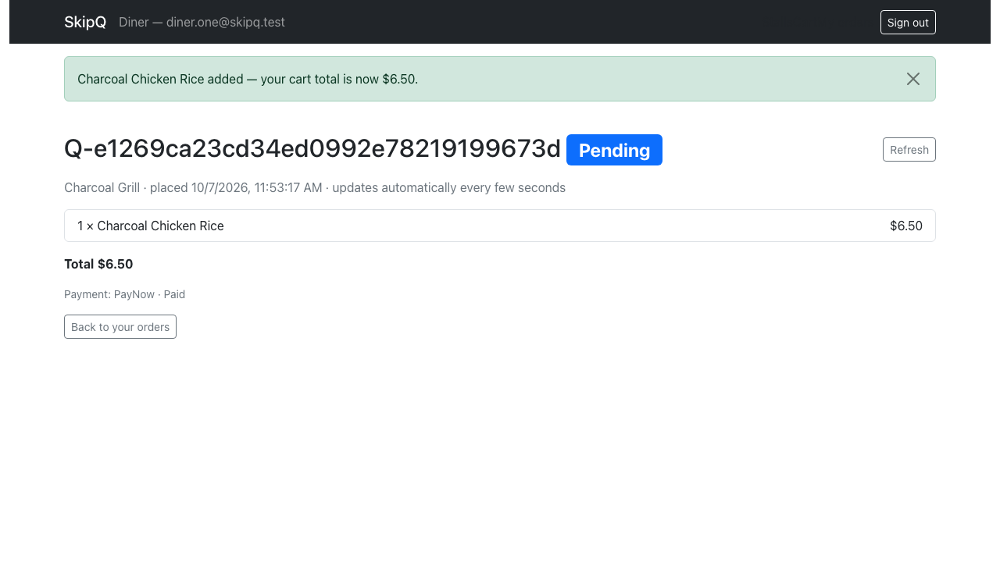 SkipQ Diner — diner.one@skipq.test Sign out
Charcoal Chicken Rice added — your cart total is now $6.50.
Q-e1269ca23cd34ed0992e78219199673d Pending Refresh
Charcoal Grill · placed 10/7/2026, 11:53:17 AM · updates automatically every few seconds
1 × Charcoal Chicken Rice $6.50
Total $6.50
Payment: PayNow · Paid
Back to your orders